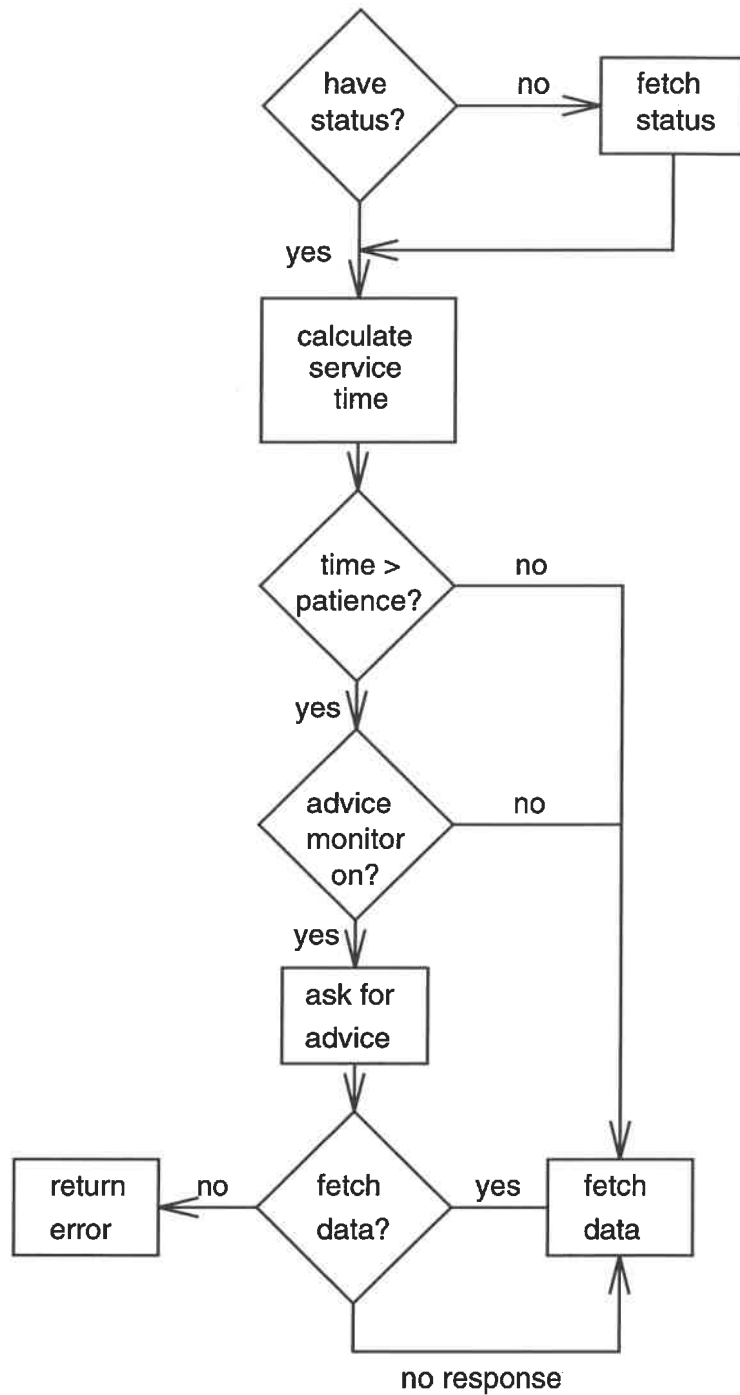 have
status?
no
fetch
status
yes
calculate
service
time
time >
patience?
no
yes
advice
monitor
on?
no
yes
ask for
advice
return
error
no
fetch
data?
yes
fetch
data
no response